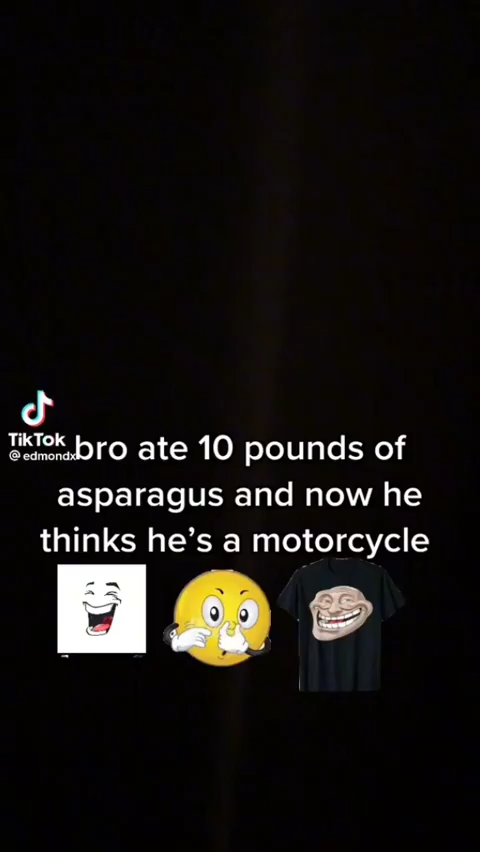 TikTok
@edmondx
bro ate 10 pounds of
asparagus and now he
thinks he's a motorcycle